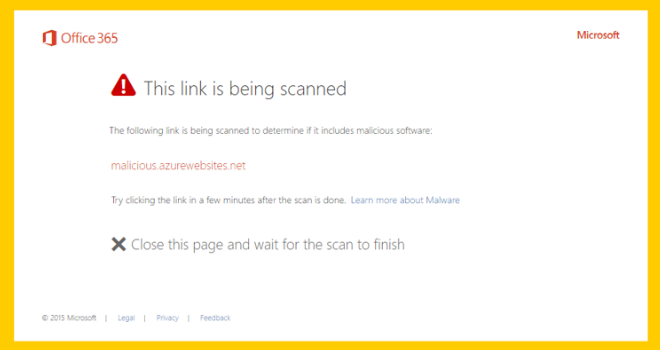 Office 365
Microsoft
This link is being scanned
The following link is being scanned to determine if it includes malicious software:
malicious.azurewebsites.net
Try clicking the link in a few minutes after the scan is done. Learn more about Malware
Close this page and wait for the scan to finish
© 2015 Microsoft | Legal | Privacy | Feedback